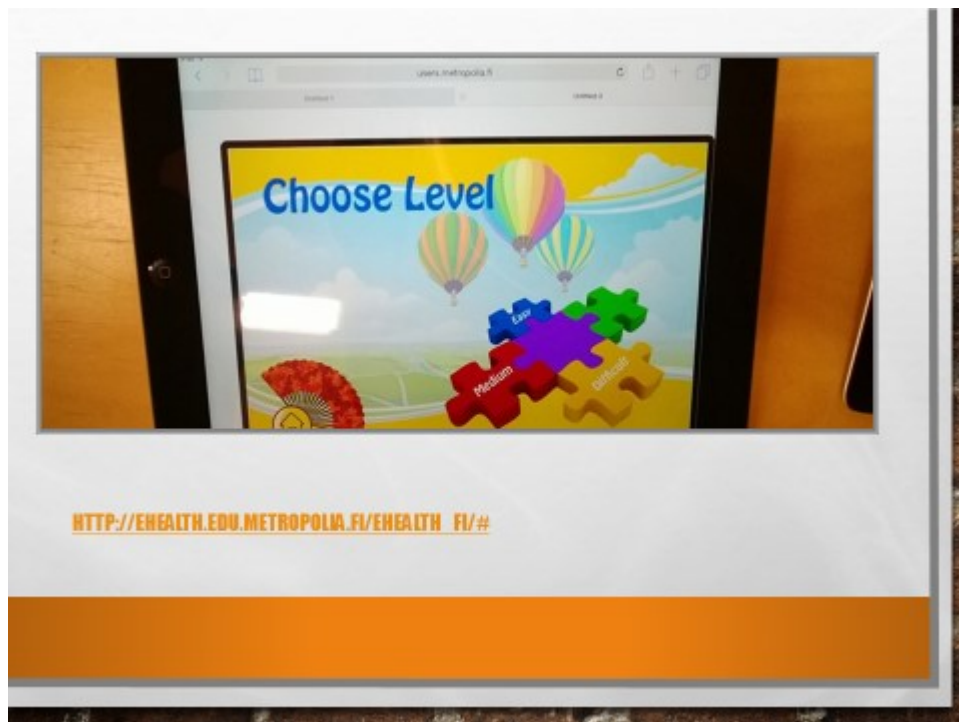 users.metropolia.fi
Choose Level
Easy
Medium
Difficult
HTTP://EHEALTH.EDU.METROPOLIA.FI/EHEALTH_FI/#